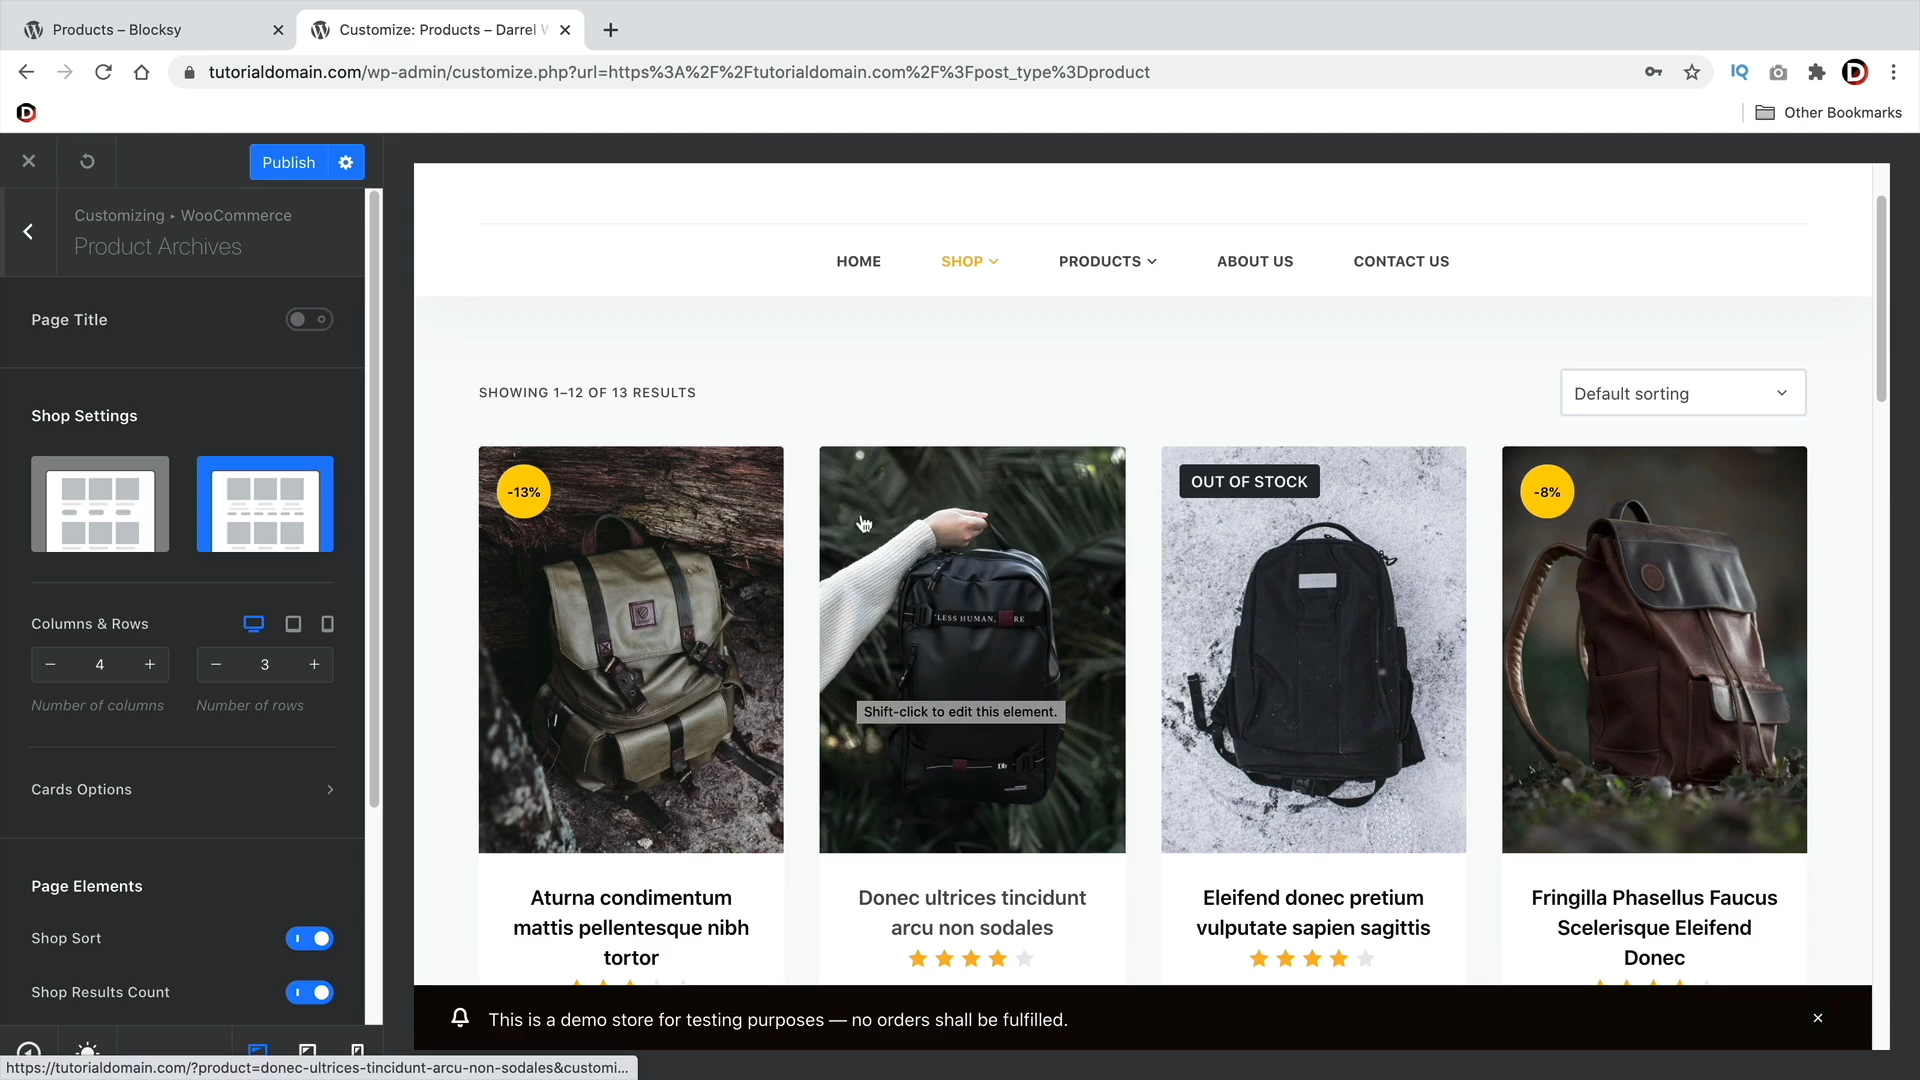 Products – Blocksy
Customize: Products – Darrel W
tutorialdomain.com/wp-admin/customize.php?url=https%3A%2F%2Ftutorialdomain.com%2F%3Fpost_type%3Dproduct
IQ
D
D
Other Bookmarks
Publish
Customizing ▸ WooCommerce
Product Archives
Page Title
Shop Settings
Columns & Rows
4
3
Number of columns
Number of rows
Cards Options
Page Elements
Shop Sort
Shop Results Count
HOME
SHOP
PRODUCTS
ABOUT US
CONTACT US
SHOWING 1–12 OF 13 RESULTS
Default sorting
-13%
OUT OF STOCK
-8%
"LESS HUMAN,
RE
Shift-click to edit this element.
Aturna condimentum
mattis pellentesque nibh
tortor
Donec ultrices tincidunt
arcu non sodales
Eleifend donec pretium
vulputate sapien sagittis
Fringilla Phasellus Faucus
Scelerisque Eleifend
Donec
This is a demo store for testing purposes — no orders shall be fulfilled.
https://tutorialdomain.com/?product=donec-ultrices-tincidunt-arcu-non-sodales&customi...